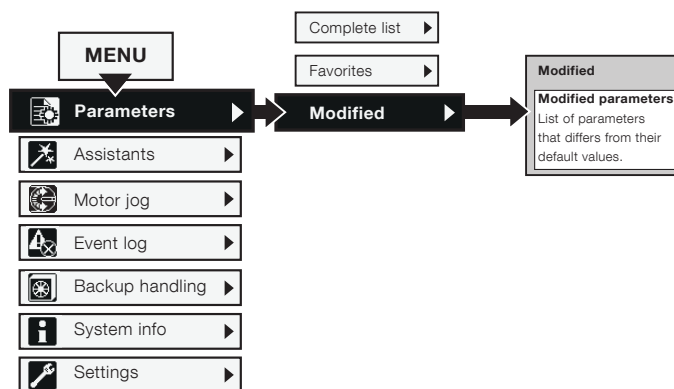 MENU
Parameters
Assistants
Motor jog
Event log
Backup handling
System info
Settings
Complete list
Favorites
Modified
Modified
Modified parameters
List of parameters
that differs from their
default values.